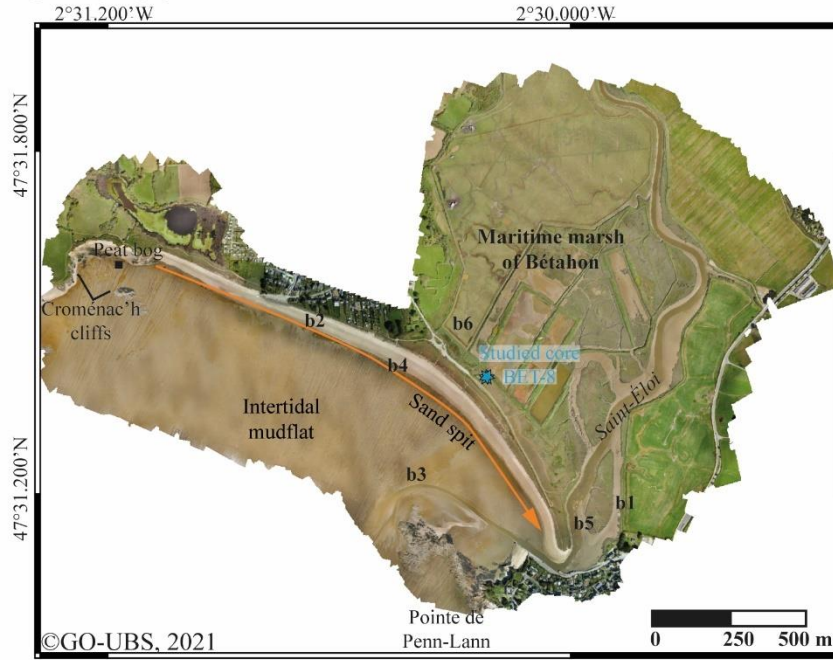 2°31.200'W
2°30.000'W
47°31.800'N
Peat bog
Croménac'h
cliffs
Maritime marsh
of Bétahon
b2
b6
b4
Studied core
BET-8
Saint-Éloi
Sand spit
Intertidal
mudflat
b3
b5
b1
47°31.200'N
Pointe de
Penn-Lann
©GO-UBS, 2021
0 250 500 m